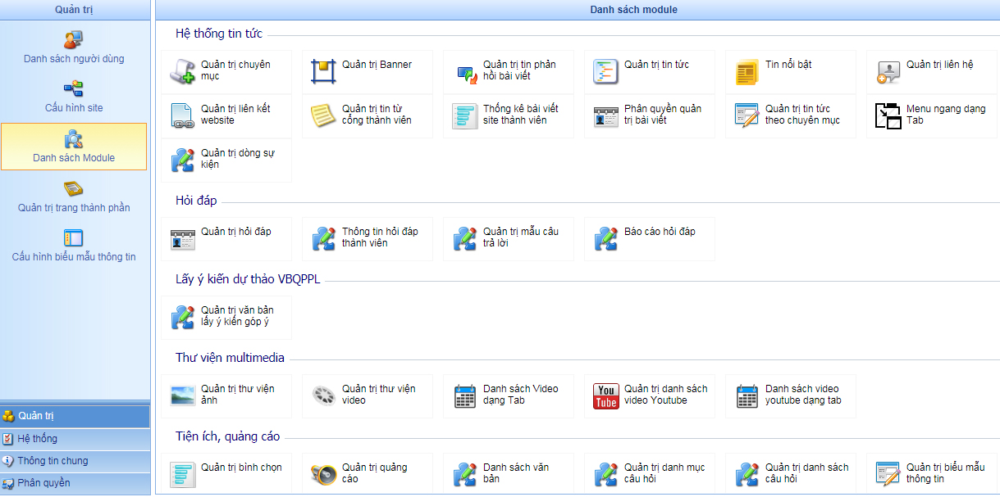 Quản trị
Danh sách người dùng
Cấu hình site
Danh sách Module
Quản trị trang thành phần
Cấu hình biểu mẫu thông tin
Quản trị
Hệ thống
Thông tin chung
Phân quyền
Danh sách module
Hệ thống tin tức
Quản trị chuyên
mục
Quản trị Banner
Quản trị tin phản
hồi bài viết
Quản trị tin tức
Tin nổi bật
Quản trị liên hệ
Quản trị liên kết
website
Quản trị tin từ
cổng thành viên
Thống kê bài viết
site thành viên
Phân quyền quản
trị bài viết
Quản trị tin tức
theo chuyên mục
Menu ngang dạng
Tab
Quản trị dòng sự
kiện
Hỏi đáp
Quản trị hỏi đáp
Thông tin hỏi đáp
thành viên
Quản trị mẫu câu
trả lời
Báo cáo hỏi đáp
Lấy ý kiến dự thảo VBQPPL
Quản trị văn bản
lấy ý kiến góp ý
Thư viện multimedia
Quản trị thư viện
ảnh
Quản trị thư viện
video
Danh sách Video
dạng Tab
You
Tube
Quản trị danh sách
video Youtube
Danh sách video
youtube dạng tab
Tiện ích, quảng cáo
Quản trị bình chọn
Quản trị quảng
cáo
Danh sách văn
bản
Quản trị danh mục
câu hỏi
Quản trị danh sách
câu hỏi
Quản trị biểu mẫu
thông tin